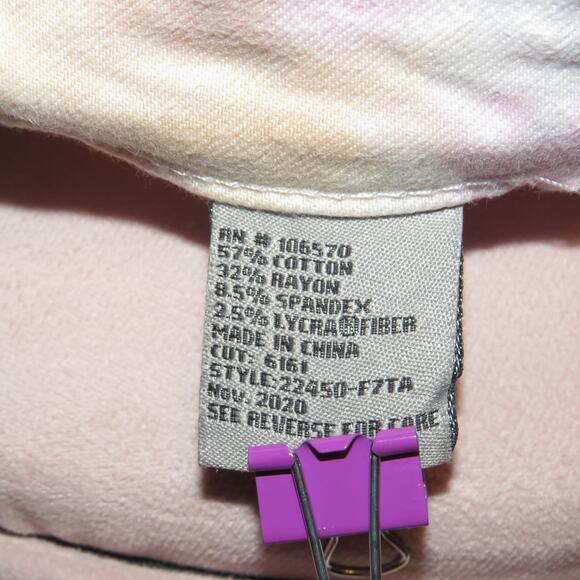 RN # 106570
57% COTTON
32% RAYON
8.5% SPANDEX
2.5% LYCRA®FIBER
MADE IN CHINA
CUT: 6161
STYLE:22450-F7TA
NOV. 2020
SEE REVERSE FOR CARE